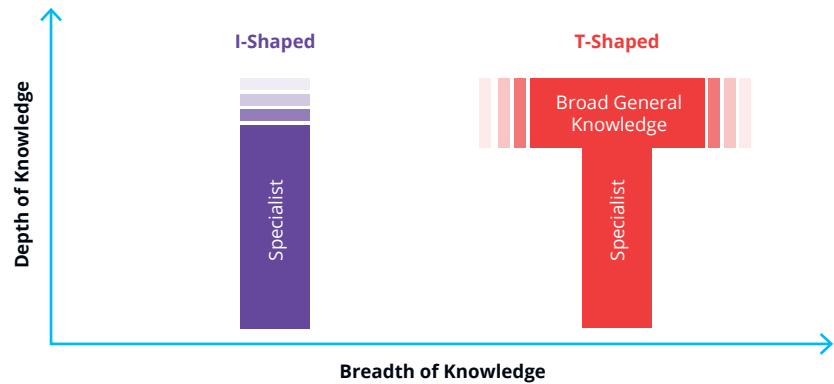 I-Shaped
T-Shaped
Broad General
Knowledge
Specialist
Specialist
Depth of Knowledge
Breadth of Knowledge